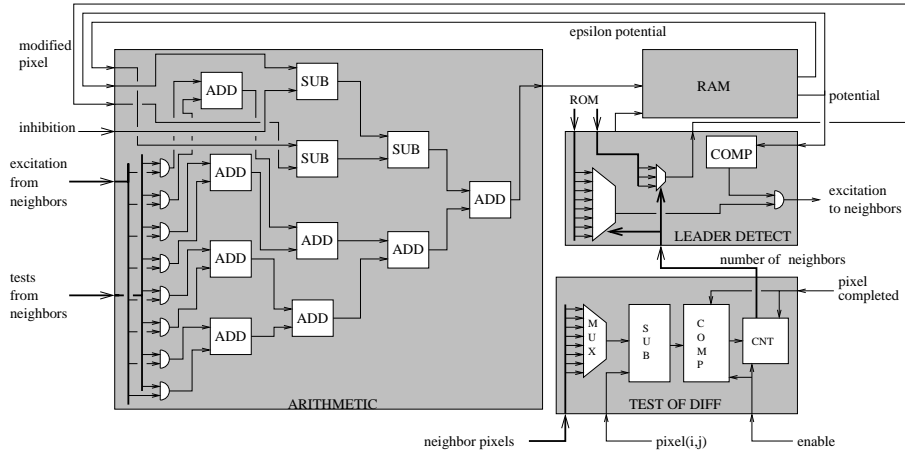 epsilon potential
modified
pixel
ADD
SUB
RAM
potential
ROM
inhibition
SUB
SUB
COMP
excitation
from
neighbors
ADD
ADD
excitation
to neighbors
ADD
ADD
LEADER DETECT
ADD
number of neighbors
tests
from
neighbors
pixel
completed
ADD
ADD
MUX
SUB
COMP
CNT
ARITHMETIC
TEST OF DIFF
neighbor pixels
pixel(i,j)
enable